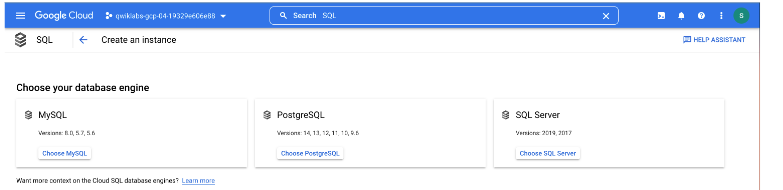 Google Cloud qwiklabs-gcp-04-19329e606e88 Search SQL S
SQL Create an instance HELP ASSISTANT
Choose your database engine
MySQL
Versions: 8.0, 5.7, 5.6
Choose MySQL
PostgreSQL
Versions: 14, 13, 12, 11, 10, 9.6
Choose PostgreSQL
SQL Server
Versions: 2019, 2017
Choose SQL Server
Want more context on the Cloud SQL database engines? Learn more